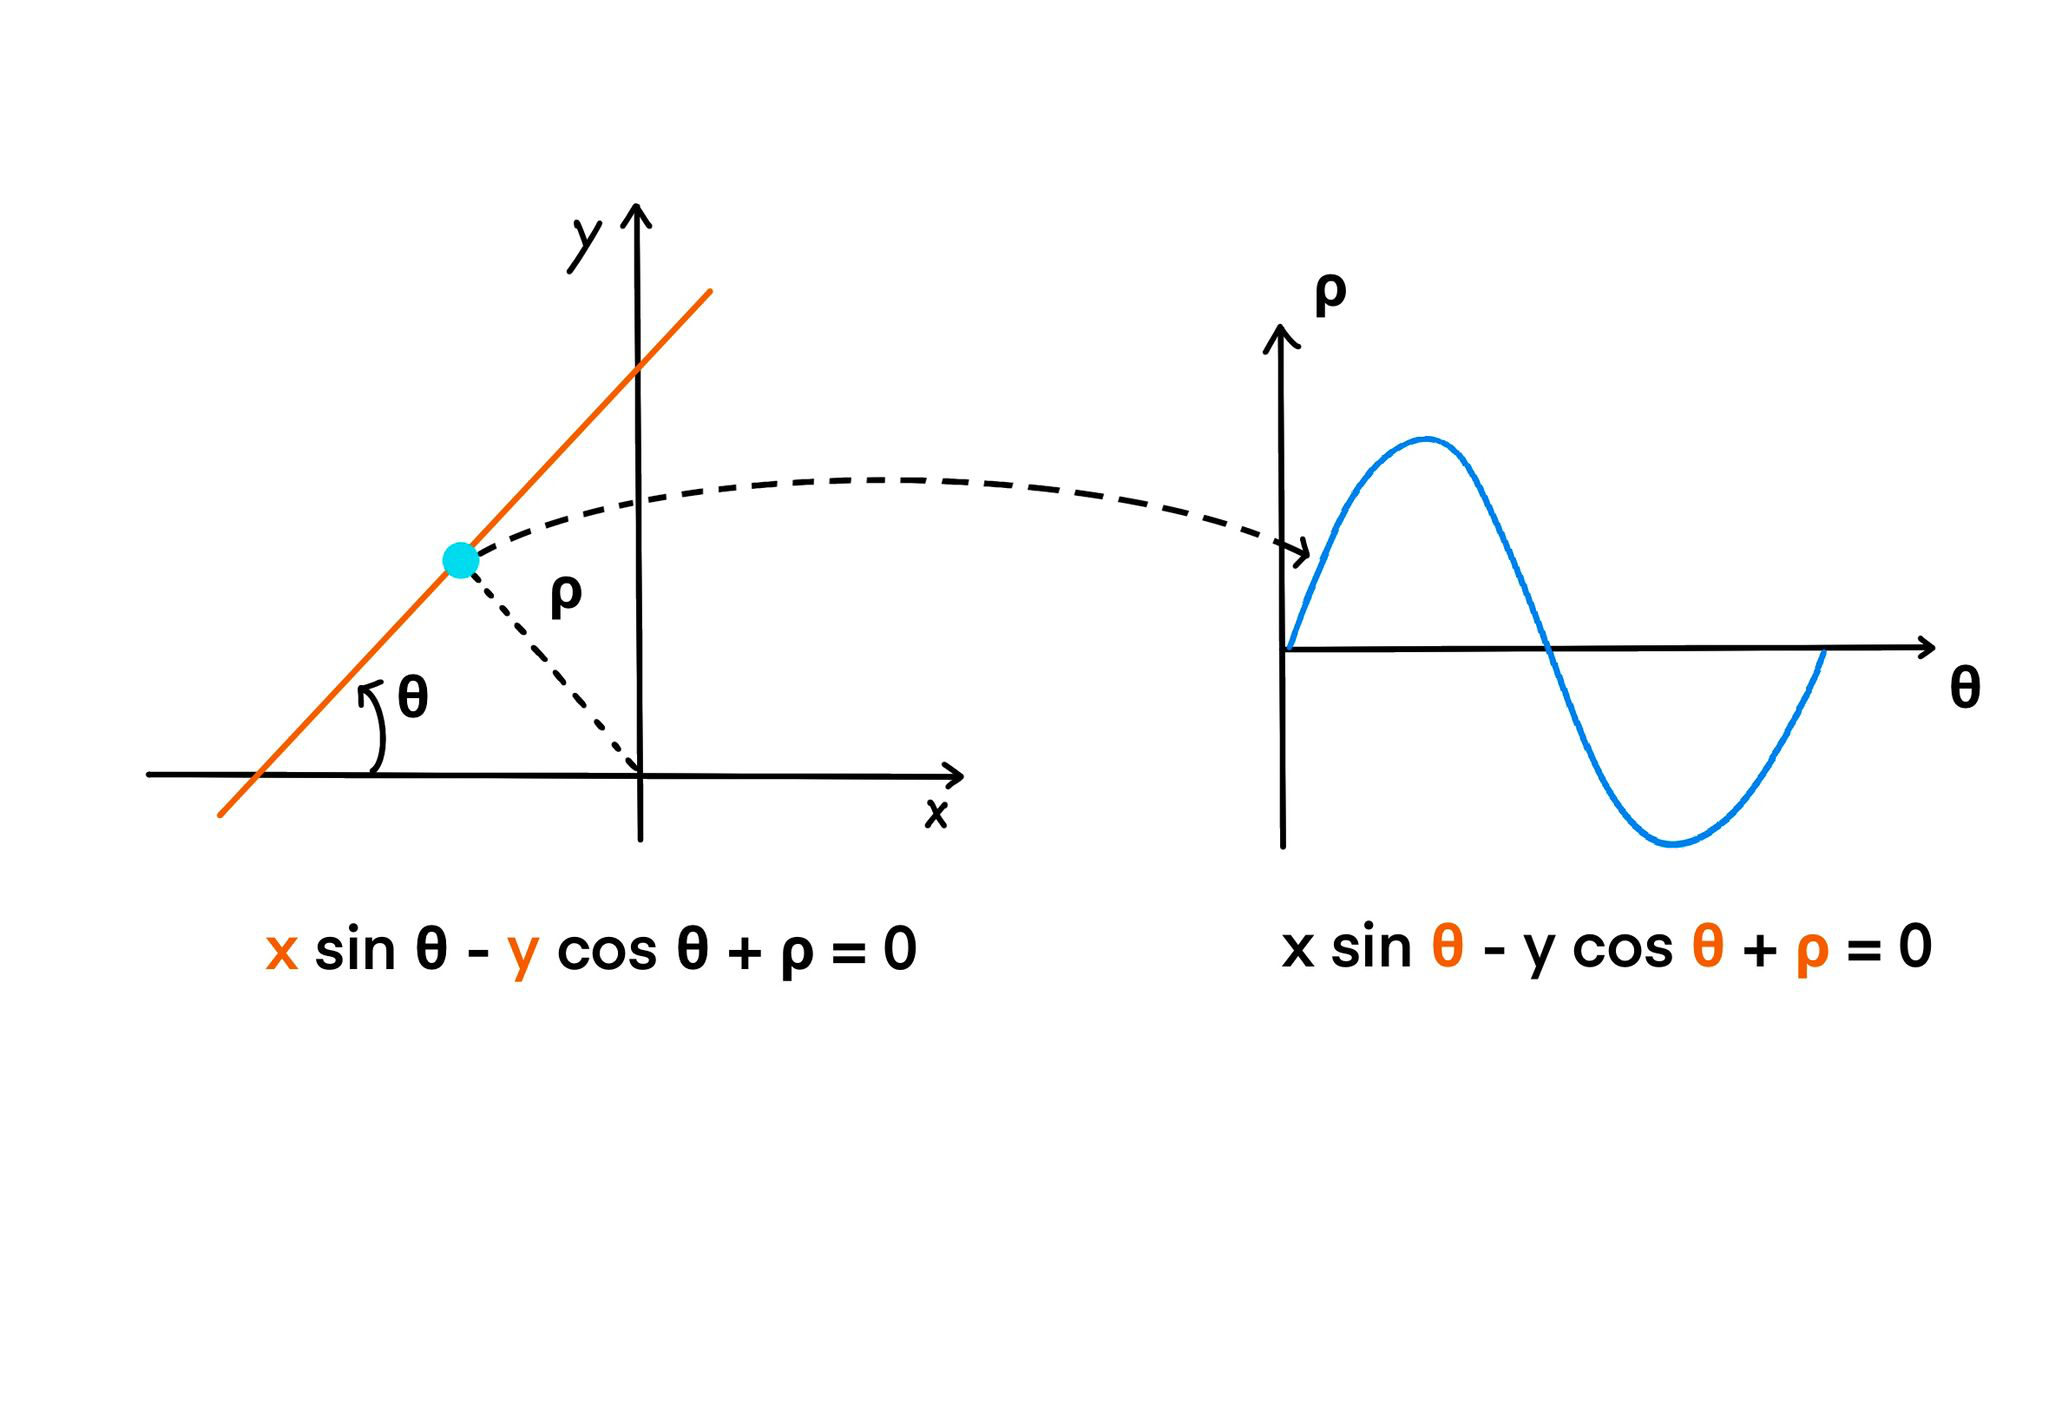 y
ρ
θ
x
x sin θ - y cos θ + ρ = 0
ρ
θ
x sin θ - y cos θ + ρ = 0